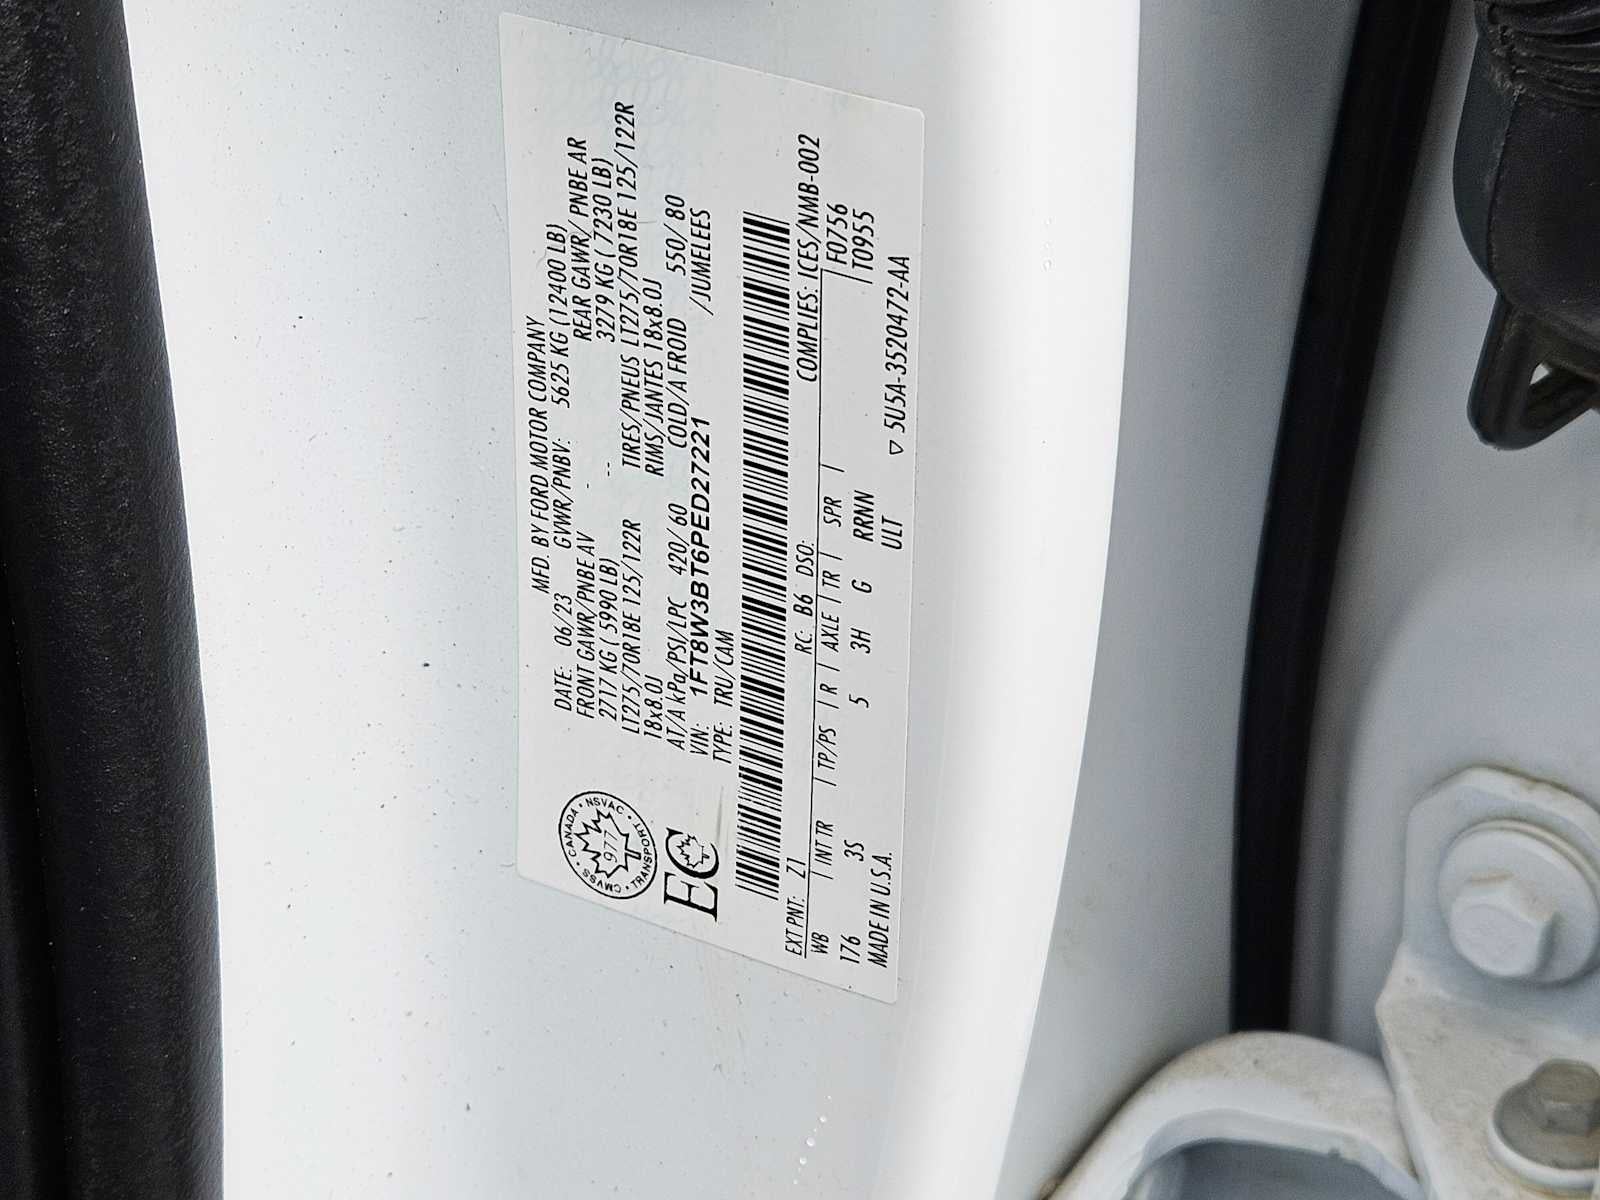 MFD. BY FORD MOTOR COMPANY
DATE: 06/23 GVWR/PNBV: 5625 KG (12400 LB)
FRONT GAWR/PNBE AV REAR GAWR/ PNBE AR
2717 KG ( 5990 LB) 3279 KG ( 7230 LB)
LT275/70R18E 125/122R TIRES/PNEUS LT275/70R18E 125/122R
18x8.0J RIMS/JANTES 18x8.0J
AT/A kPa/PSI/LPC 420/ 60 COLD/A FROID 550/ 80
VIN: 1FT8W3BT6PED27221 /JUMELEES
TYPE: TRU/CAM
CANADA • NSVAC • TRANSPORT • CMVSS •
977
EC
COMPLIES: ICES/NMB-002
EXT PNT: Z1 RC: B6 DSO: F0756
WB | INT TR | TP/PS | R | AXLE | TR | SPR | T0955
176 3S 5 3H G RRNN
MADE IN U.S.A. ULT ▽ 5U5A-3520472-AA